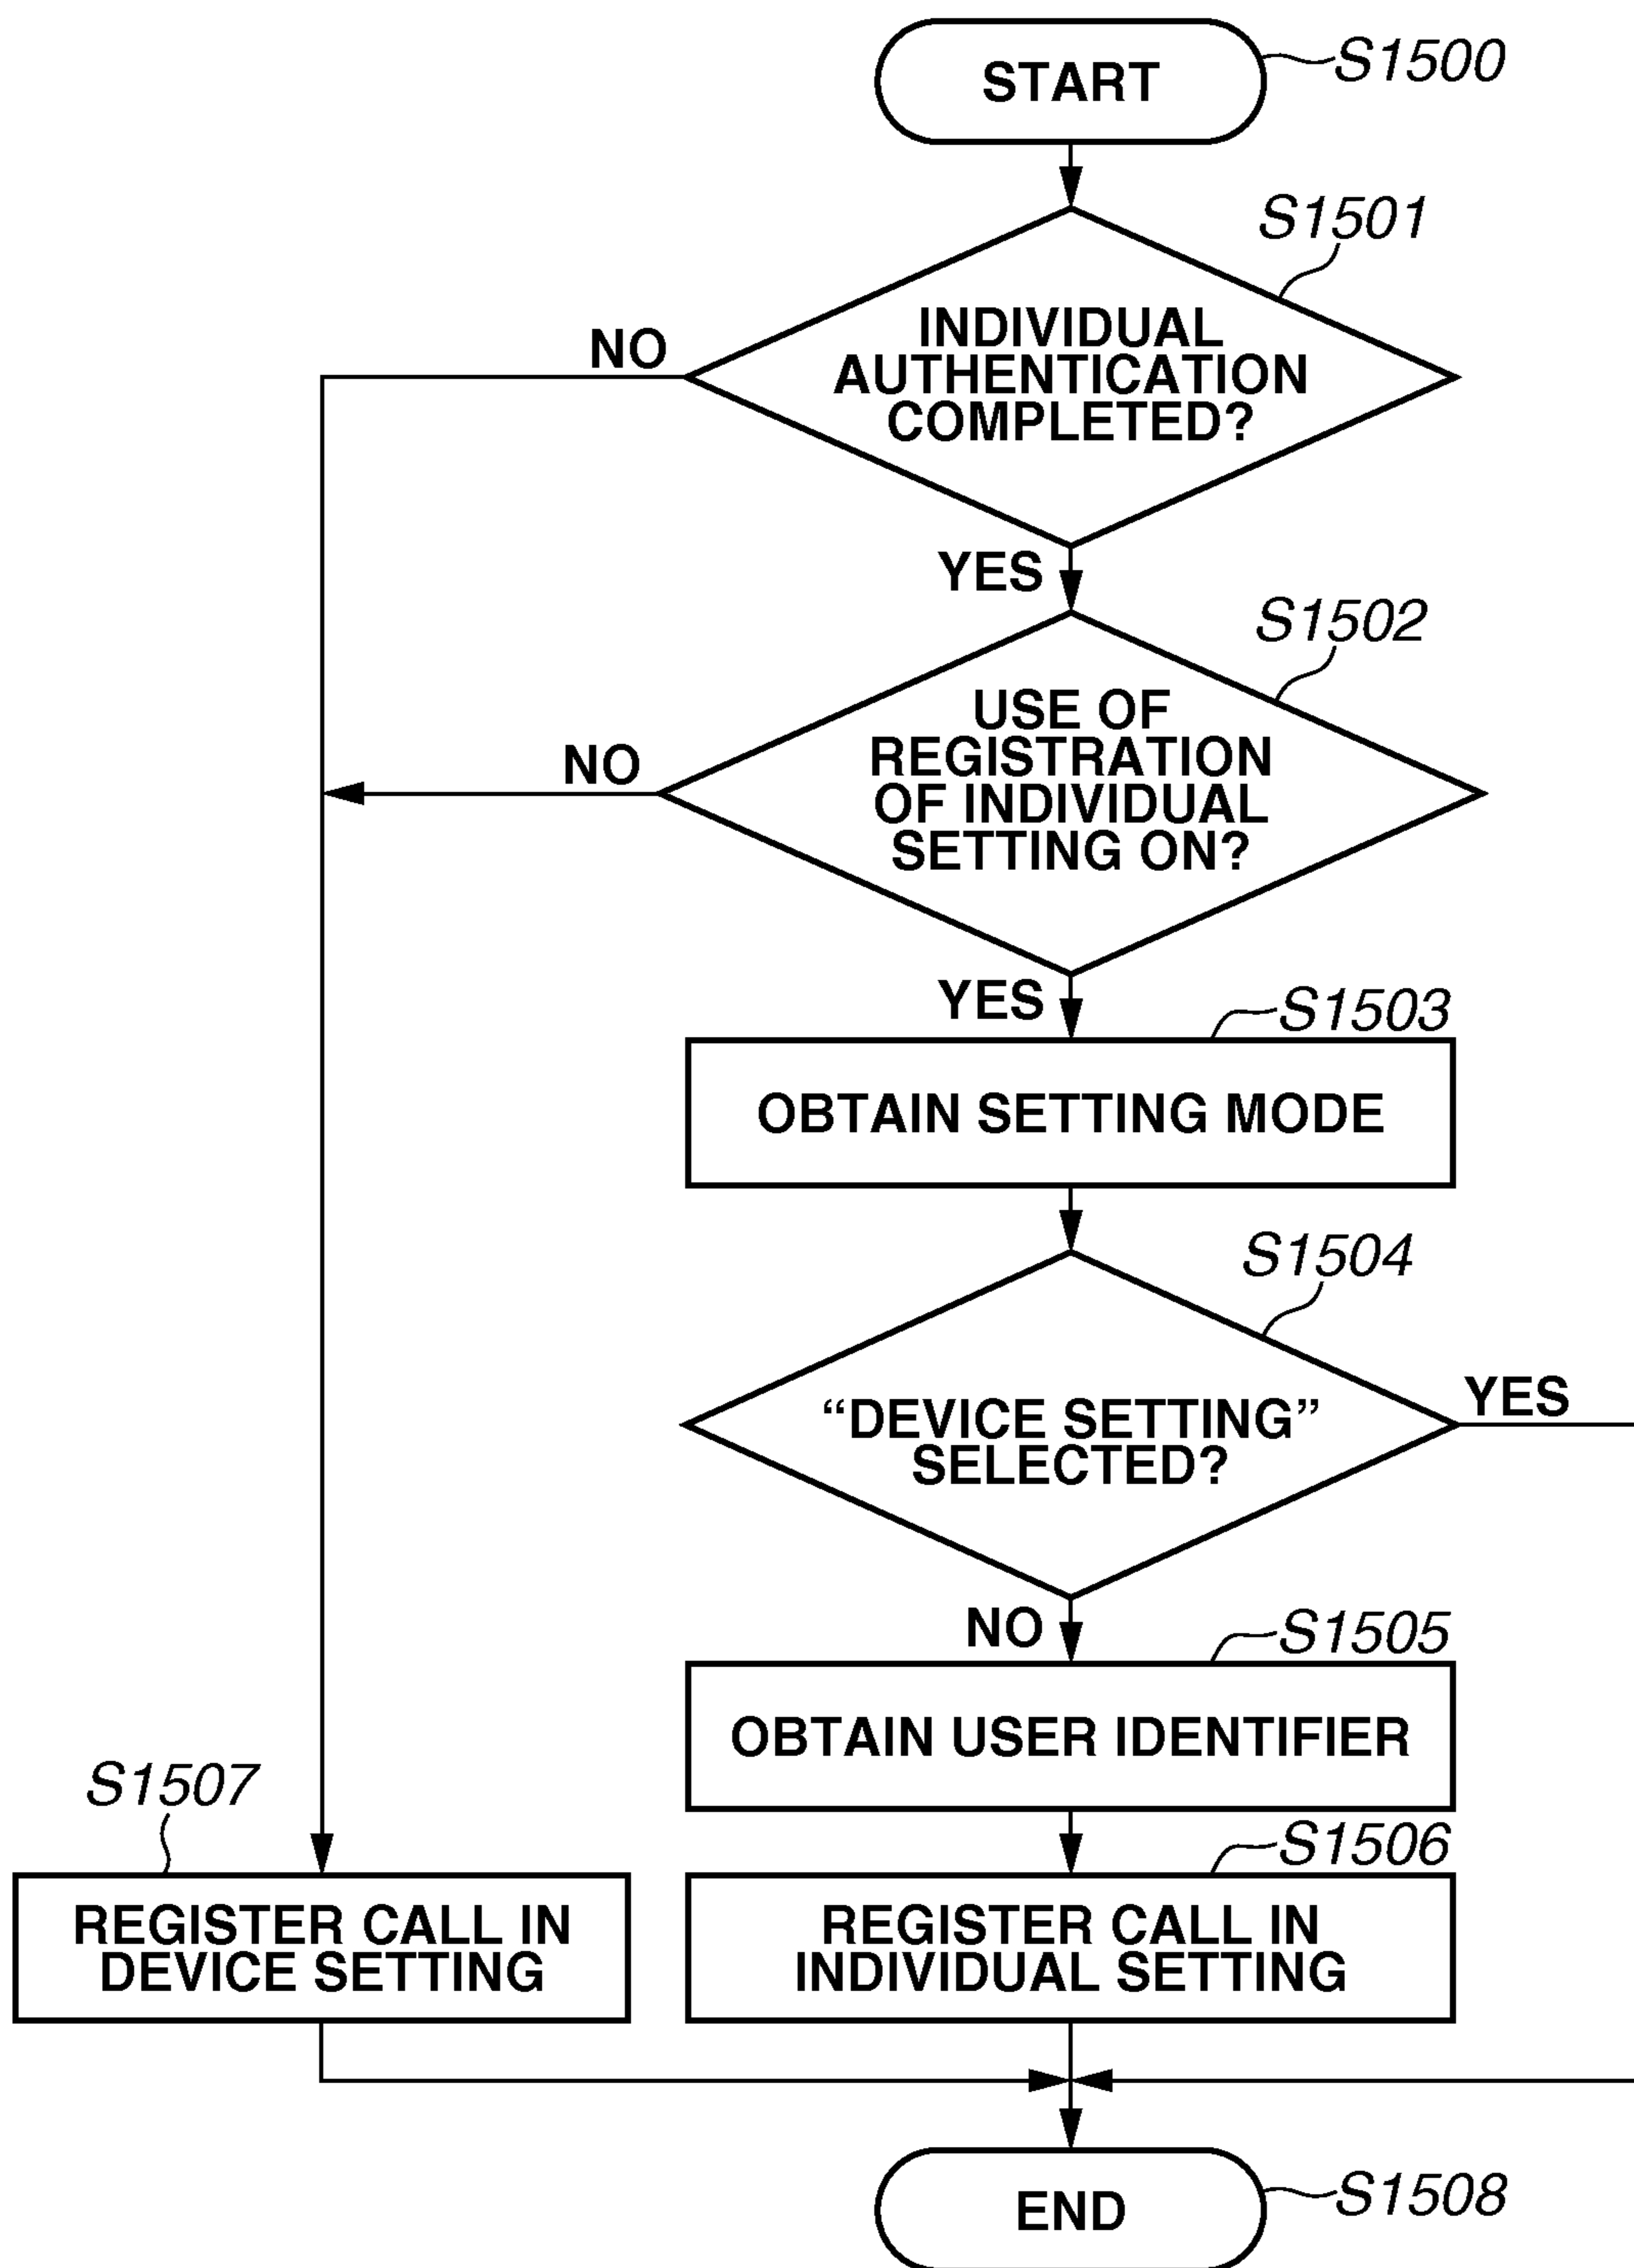 START
S1500
S1501
INDIVIDUAL
AUTHENTICATION
COMPLETED?
NO
YES
S1502
USE OF
REGISTRATION
OF INDIVIDUAL
SETTING ON?
NO
YES
S1503
OBTAIN SETTING MODE
S1504
“DEVICE SETTING”
SELECTED?
YES
NO
S1505
OBTAIN USER IDENTIFIER
S1507
REGISTER CALL IN
DEVICE SETTING
S1506
REGISTER CALL IN
INDIVIDUAL SETTING
END
S1508